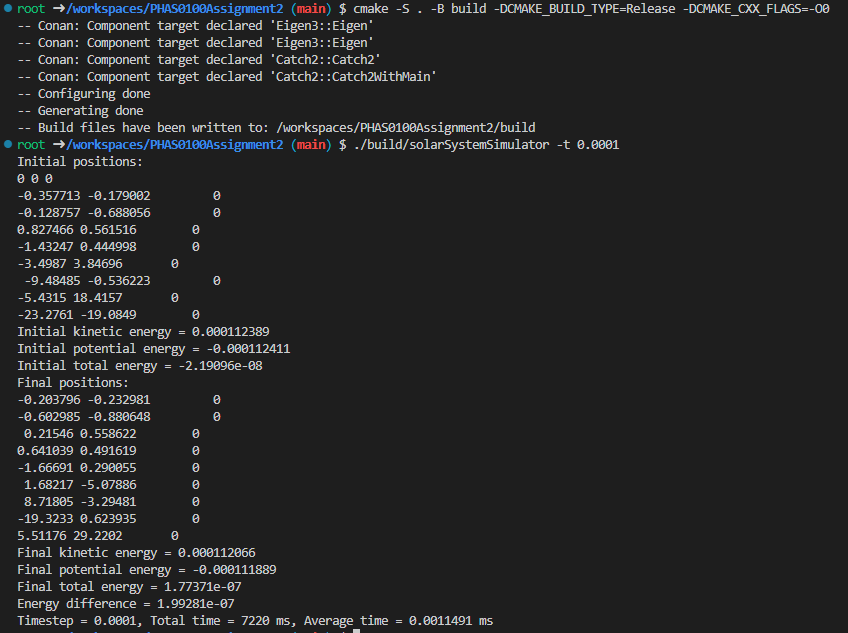 root ➜/workspaces/PHAS0100Assignment2 (main) $ cmake -S . -B build -DCMAKE_BUILD_TYPE=Release -DCMAKE_CXX_FLAGS=-O0
-- Conan: Component target declared 'Eigen3::Eigen'
-- Conan: Component target declared 'Eigen3::Eigen'
-- Conan: Component target declared 'Catch2::Catch2'
-- Conan: Component target declared 'Catch2::Catch2WithMain'
-- Configuring done
-- Generating done
-- Build files have been written to: /workspaces/PHAS0100Assignment2/build
root ➜/workspaces/PHAS0100Assignment2 (main) $ ./build/solarSystemSimulator -t 0.0001
Initial positions:
0 0 0
-0.357713 -0.179002         0
-0.128757 -0.688056         0
0.827466 0.561516        0
-1.43247 0.444998        0
-3.4987 3.84696       0
 -9.48485 -0.536223         0
-5.4315 18.4157       0
-23.2761 -19.0849        0
Initial kinetic energy = 0.000112389
Initial potential energy = -0.000112411
Initial total energy = -2.19096e-08
Final positions:
-0.203796 -0.232981         0
-0.602985 -0.880648         0
 0.21546 0.558622        0
0.641039 0.491619        0
-1.66691 0.290055        0
 1.68217 -5.07886        0
 8.71805 -3.29481        0
-19.3233 0.623935        0
5.51176 29.2202       0
Final kinetic energy = 0.000112066
Final potential energy = -0.000111889
Final total energy = 1.77371e-07
Energy difference = 1.99281e-07
Timestep = 0.0001, Total time = 7220 ms, Average time = 0.0011491 ms